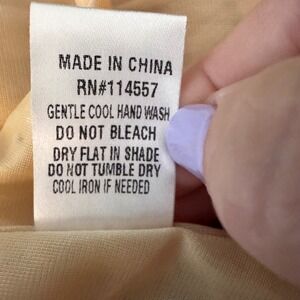 MADE IN CHINA
RN#114557
GENTLE COOL HAND WASH
DO NOT BLEACH
DRY FLAT IN SHADE
DO NOT TUMBLE DRY
COOL IRON IF NEEDED